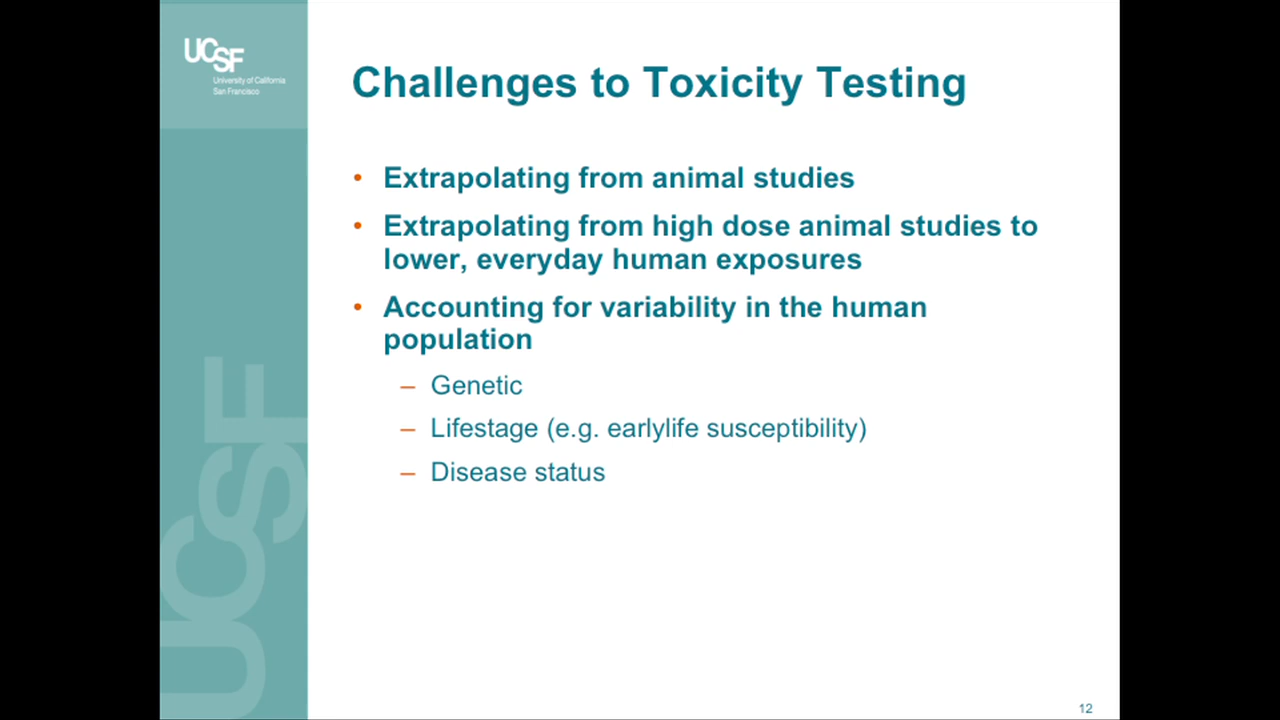 UCSF
University of California
San Francisco
Challenges to Toxicity Testing
• Extrapolating from animal studies
• Extrapolating from high dose animal studies to
lower, everyday human exposures
• Accounting for variability in the human
population
– Genetic
– Lifestage (e.g. earlylife susceptibility)
– Disease status
UCSF
12